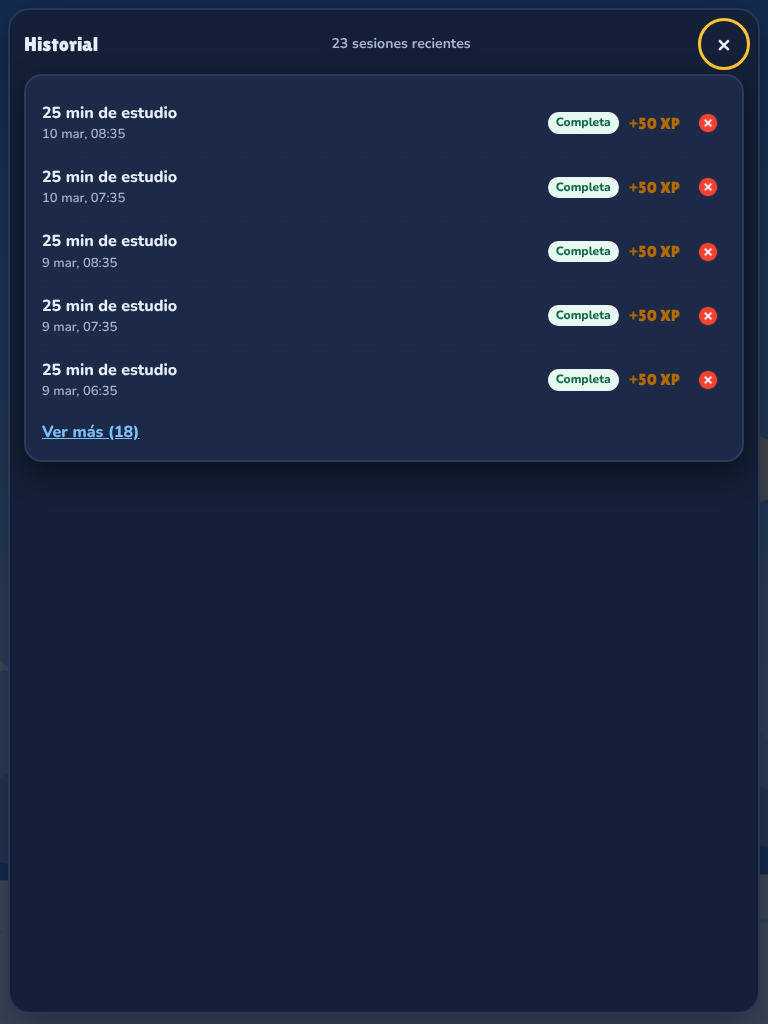 Historial
23 sesiones recientes
25 min de estudio
10 mar, 08:35
Completa
+50 XP
25 min de estudio
10 mar, 07:35
Completa
+50 XP
25 min de estudio
9 mar, 08:35
Completa
+50 XP
25 min de estudio
9 mar, 07:35
Completa
+50 XP
25 min de estudio
9 mar, 06:35
Completa
+50 XP
Ver más (18)